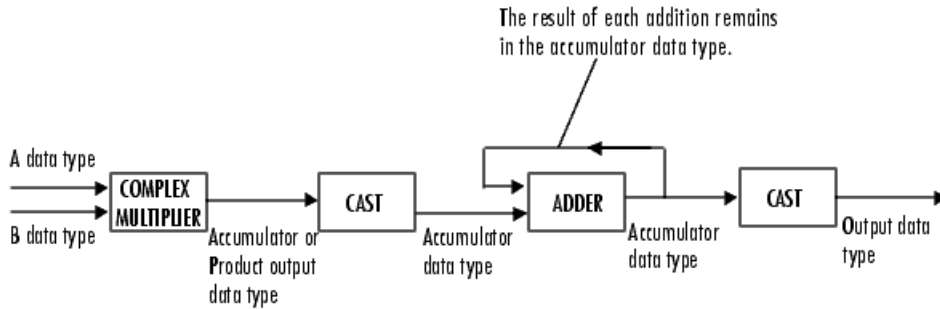 The result of each addition remains
in the accumulator data type.
A data type
COMPLEX
MULTIPLIER
B data type
Accumulator or
Product output
data type
CAST
Accumulator
data type
ADDER
Accumulator
data type
CAST
Output data
type